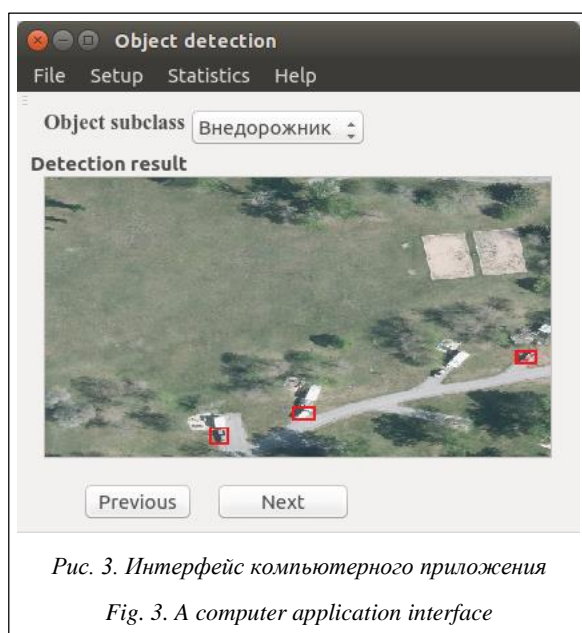 Object detection
File Setup Statistics Help
Object subclass Внедорожник
Detection result
Previous Next
Рис. 3. Интерфейс компьютерного приложения
Fig. 3. A computer application interface